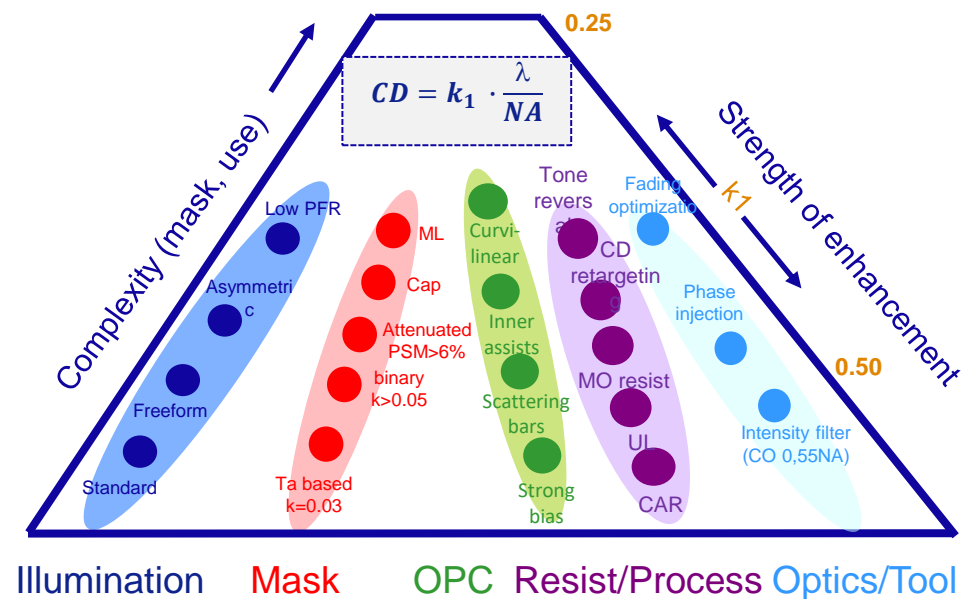 0.25
CD = k₁ · λ/NA
Complexity (mask, use)
Strength of enhancement
k1
0.50
Low PFR
Asymmetri
c
Freeform
Standard
ML
Cap
Attenuated
PSM>6%
binary
k>0.05
Ta based
k=0.03
Curvi-
linear
Inner
assists
Scattering
bars
Strong
bias
Tone
revers
al
CD
retargetin
g
MO resist
UL
CAR
Fading
optimizatio
Phase
injection
Intensity filter
(CO 0,55NA)
Illumination
Mask
OPC
Resist/Process
Optics/Tool